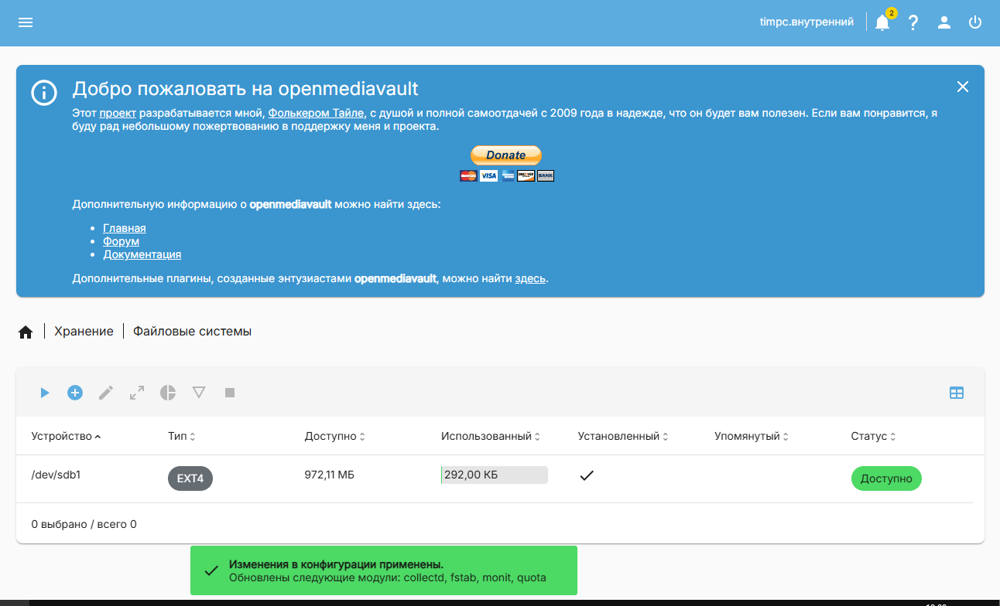 timpc.внутренний
2
Добро пожаловать на openmediavault
Этот проект разрабатывается мной, Фолькером Тайле, с душой и полной самоотдачей с 2009 года в надежде, что он будет вам полезен. Если вам понравится, я
буду рад небольшому пожертвованию в поддержку меня и проекта.
Donate
VISA
BANK
Дополнительную информацию о openmediavault можно найти здесь:
Главная
Форум
Документация
Дополнительные плагины, созданные энтузиастами openmediavault, можно найти здесь.
Хранение
Файловые системы
Устройство Тип Доступно Использованный Установленный Упомянутый Статус
/dev/sdb1 EXT4 972,11 МБ 292,00 КБ Доступно
0 выбрано / всего 0
Изменения в конфигурации применены.
Обновлены следующие модули: collectd, fstab, monit, quota